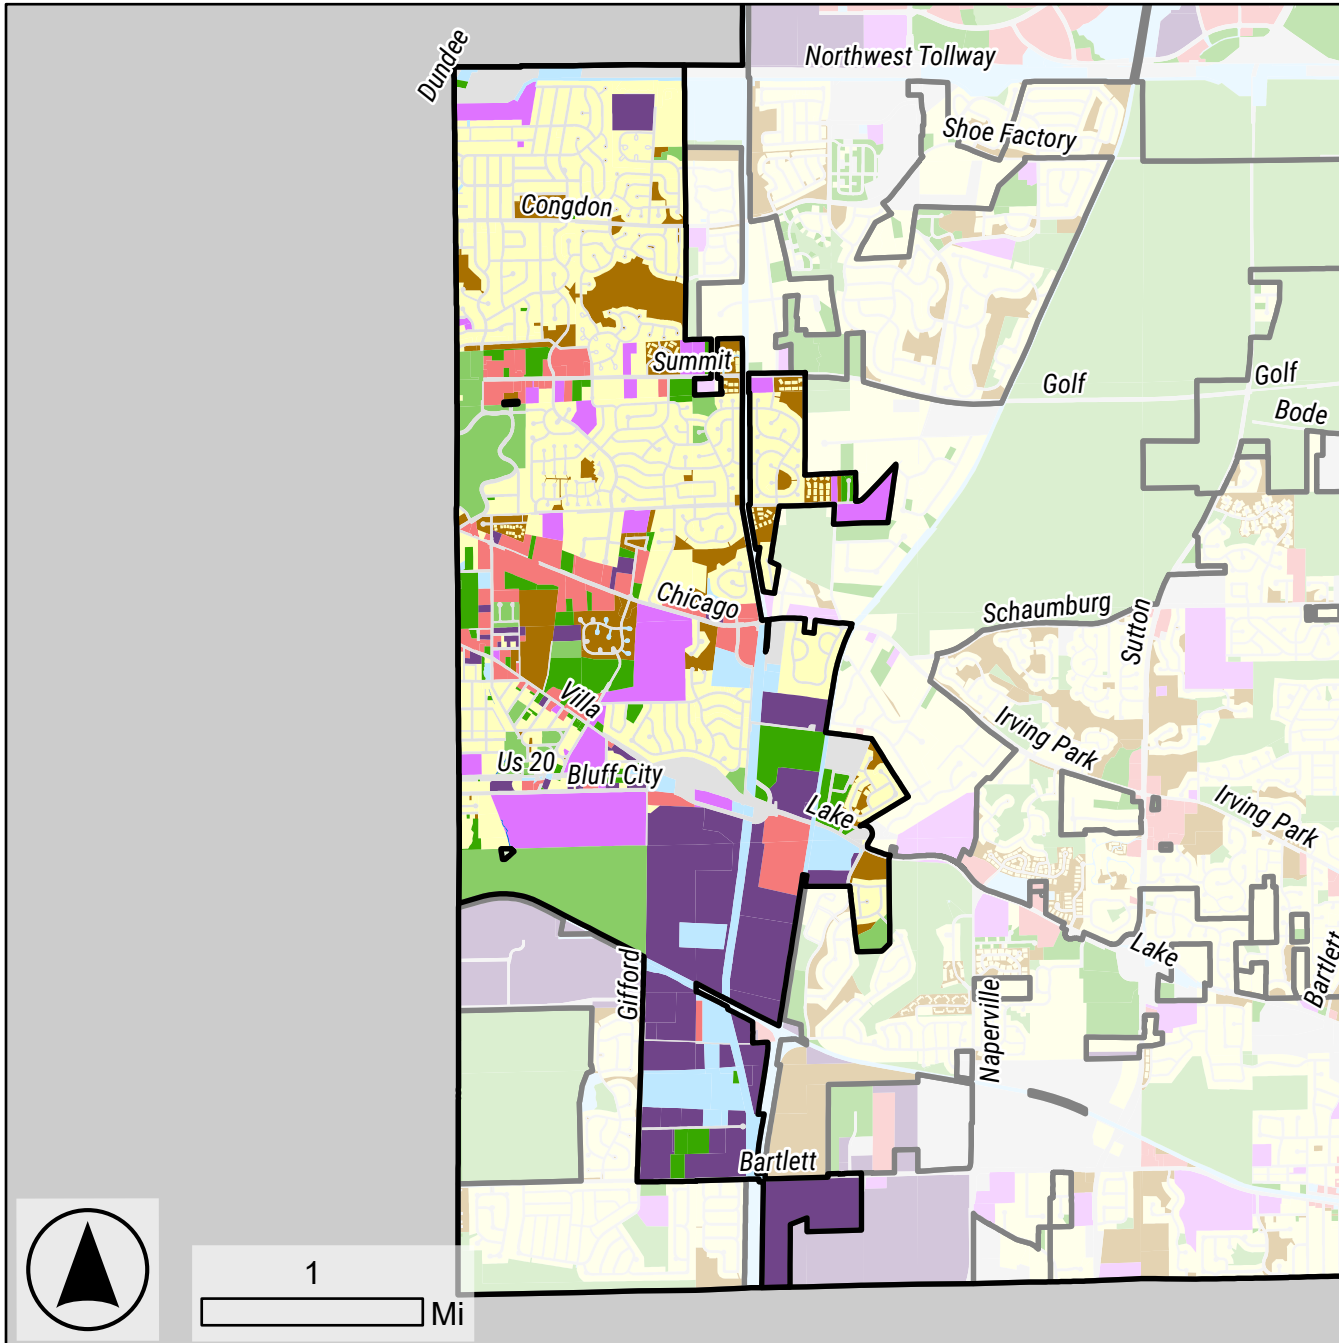 Dundee
Northwest Tollway
Shoe Factory
Congdon
Summit
Golf
Golf
Bode
Chicago
Schaumburg
Sutton
Villa
Irving Park
Us 20
Bluff City
Lake
Irving Park
Lake
Bartlett
Gifford
Naperville
Bartlett
1
Mi